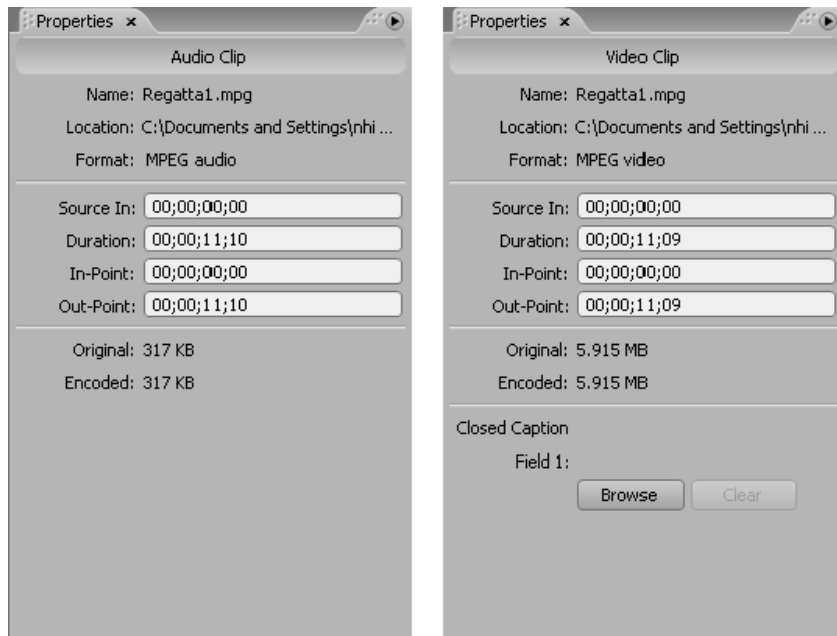 Properties
Audio Clip
Name: Regatta1.mpg
Location: C:\Documents and Settings\nhi ...
Format: MPEG audio
Source In: 00;00;00;00
Duration: 00;00;11;10
In-Point: 00;00;00;00
Out-Point: 00;00;11;10
Original: 317 KB
Encoded: 317 KB
Properties
Video Clip
Name: Regatta1.mpg
Location: C:\Documents and Settings\nhi ...
Format: MPEG video
Source In: 00;00;00;00
Duration: 00;00;11;09
In-Point: 00;00;00;00
Out-Point: 00;00;11;09
Original: 5.915 MB
Encoded: 5.915 MB
Closed Caption
Field 1:
Browse Clear